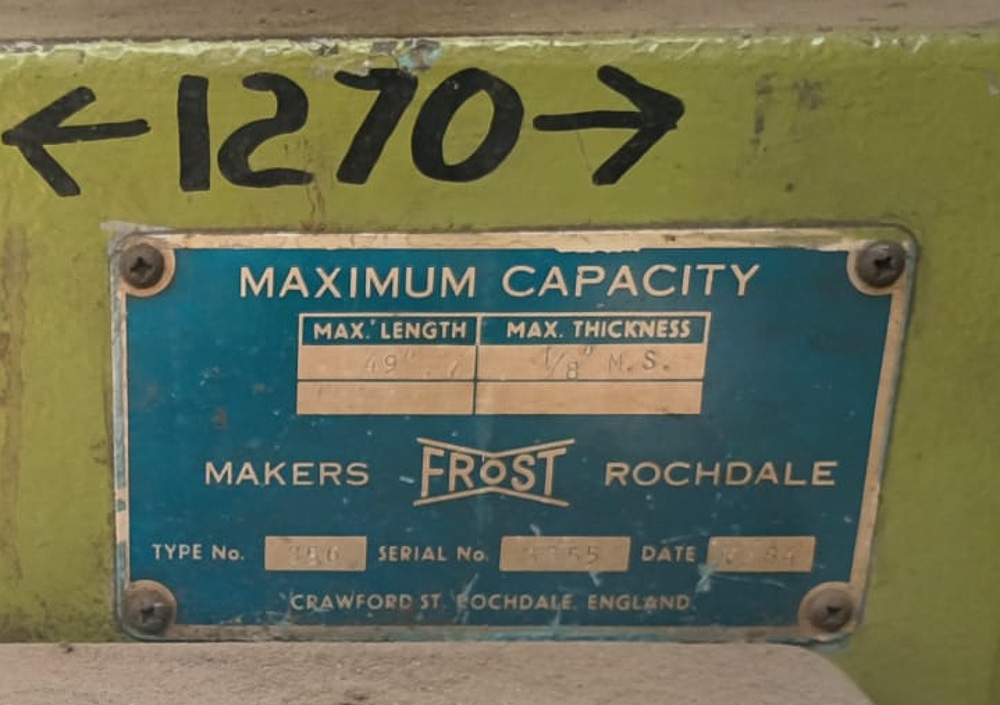 ←1270→
MAXIMUM CAPACITY
MAX. LENGTH MAX. THICKNESS
49" 1/8" M.S.
MAKERS FROST ROCHDALE
TYPE No. SERIAL No. DATE
CRAWFORD ST. ROCHDALE. ENGLAND.